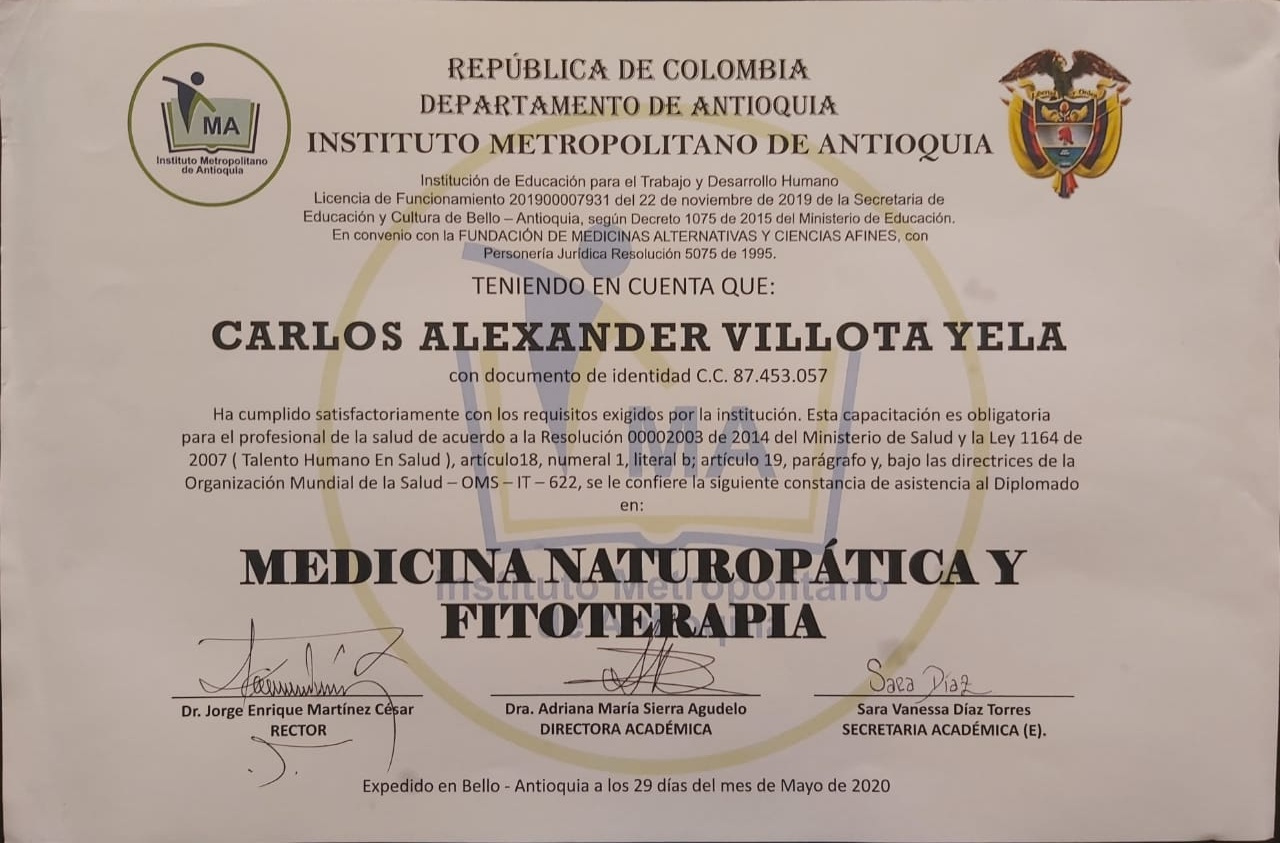 REPÚBLICA DE COLOMBIA
DEPARTAMENTO DE ANTIOQUIA
INSTITUTO METROPOLITANO DE ANTIOQUIA
MA
Instituto Metropolitano
de Antioquia
Institución de Educación para el Trabajo y Desarrollo Humano
Licencia de Funcionamiento 201900007931 del 22 de noviembre de 2019 de la Secretaria de
Educación y Cultura de Bello – Antioquia, según Decreto 1075 de 2015 del Ministerio de Educación.
En convenio con la FUNDACIÓN DE MEDICINAS ALTERNATIVAS Y CIENCIAS AFINES, con
Personería Jurídica Resolución 5075 de 1995.
TENIENDO EN CUENTA QUE:
CARLOS ALEXANDER VILLOTA YELA
con documento de identidad C.C. 87.453.057
Ha cumplido satisfactoriamente con los requisitos exigidos por la institución. Esta capacitación es obligatoria
para el profesional de la salud de acuerdo a la Resolución 00002003 de 2014 del Ministerio de Salud y la Ley 1164 de
2007 ( Talento Humano En Salud ), artículo18, numeral 1, literal b; artículo 19, parágrafo y, bajo las directrices de la
Organización Mundial de la Salud – OMS – IT – 622, se le confiere la siguiente constancia de asistencia al Diplomado
en:
MA
MEDICINA NATUROPÁTICA Y
Instituto Metropolitano
FITOTERAPIA
de Antioquia
Sara Díaz
Dr. Jorge Enrique Martínez César
RECTOR
Dra. Adriana María Sierra Agudelo
DIRECTORA ACADÉMICA
Sara Vanessa Díaz Torres
SECRETARIA ACADÉMICA (E).
Expedido en Bello - Antioquia a los 29 días del mes de Mayo de 2020